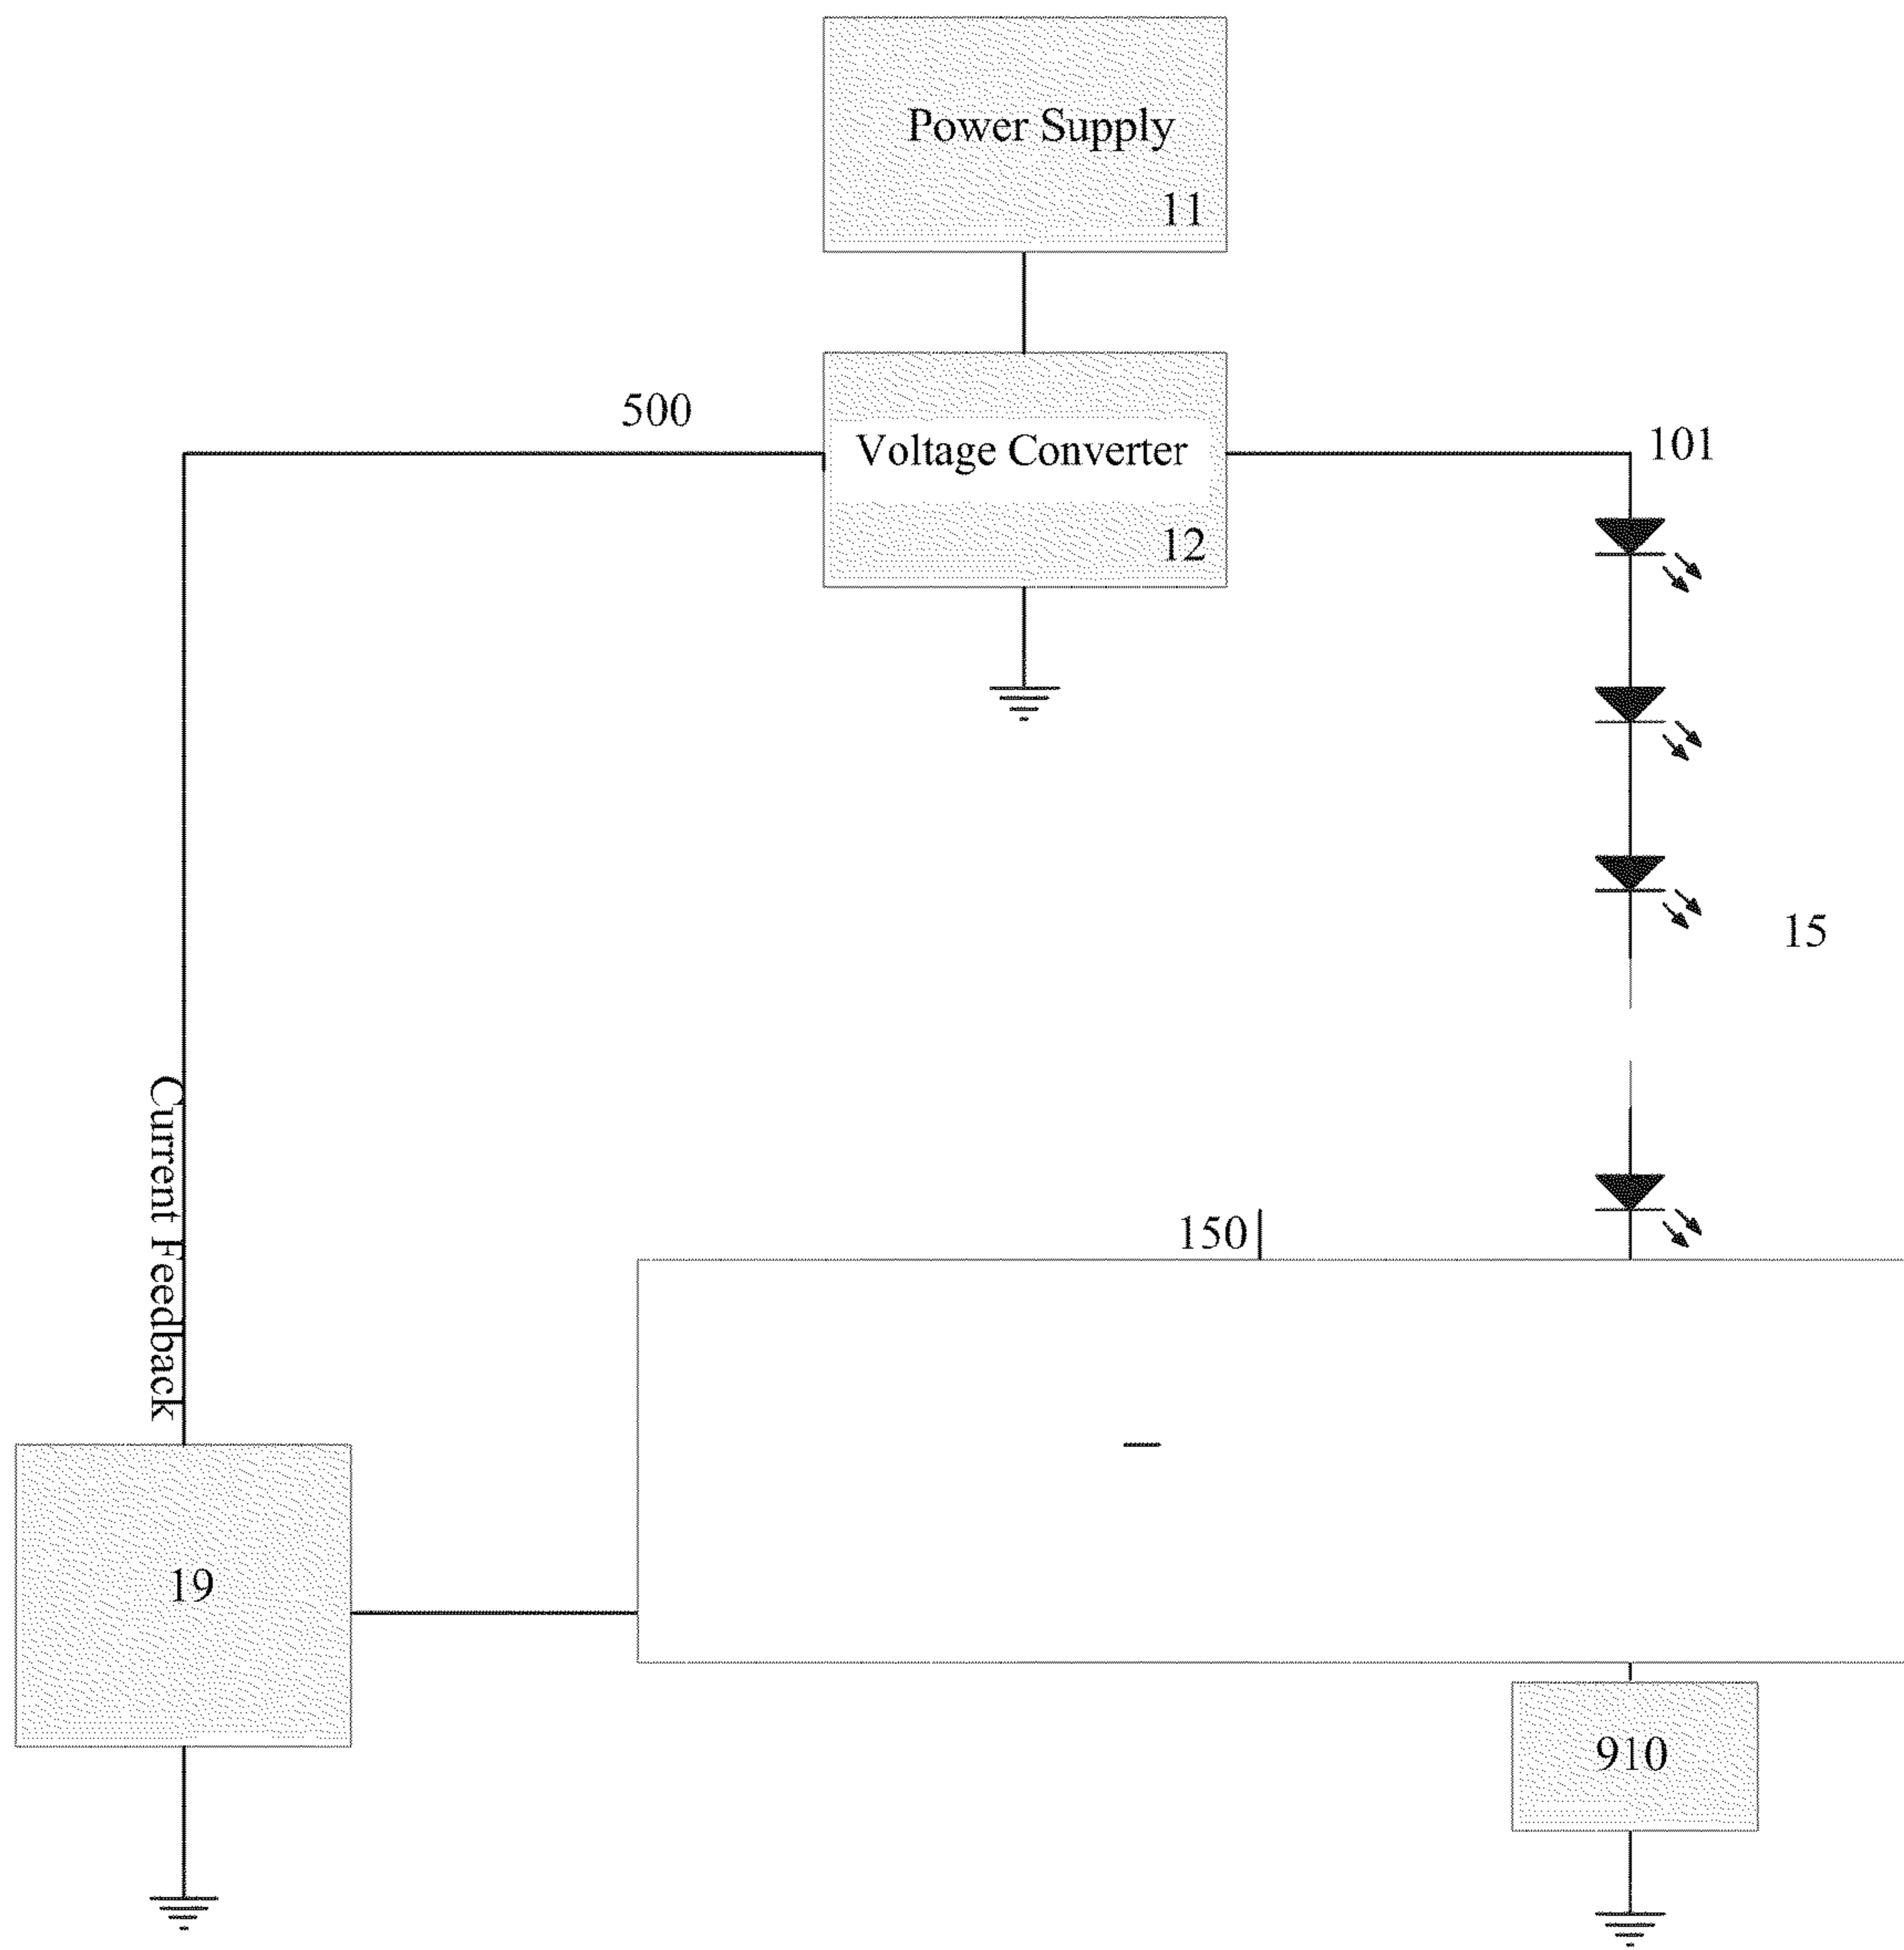 Power Supply
11
500
Voltage Converter
101
12
15
Current Feedback
150
19
910